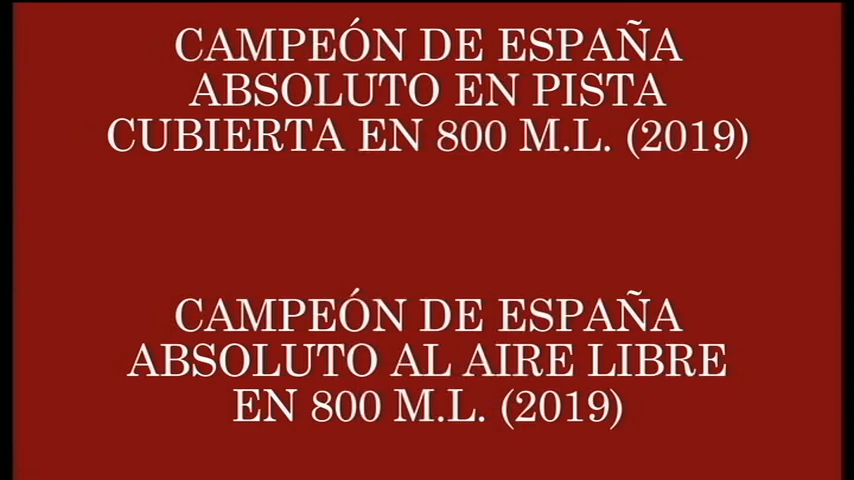 CAMPEÓN DE ESPAÑA
ABSOLUTO EN PISTA
CUBIERTA EN 800 M.L. (2019)
CAMPEÓN DE ESPAÑA
ABSOLUTO AL AIRE LIBRE
EN 800 M.L. (2019)